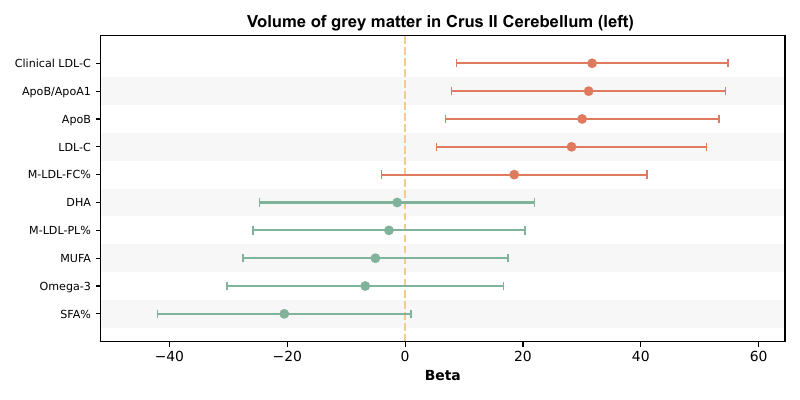 Volume of grey matter in Crus II Cerebellum (left)
Clinical LDL-C
ApoB/ApoA1
ApoB
LDL-C
M-LDL-FC%
DHA
M-LDL-PL%
MUFA
Omega-3
SFA%
−40 −20 0 20 40 60
Beta